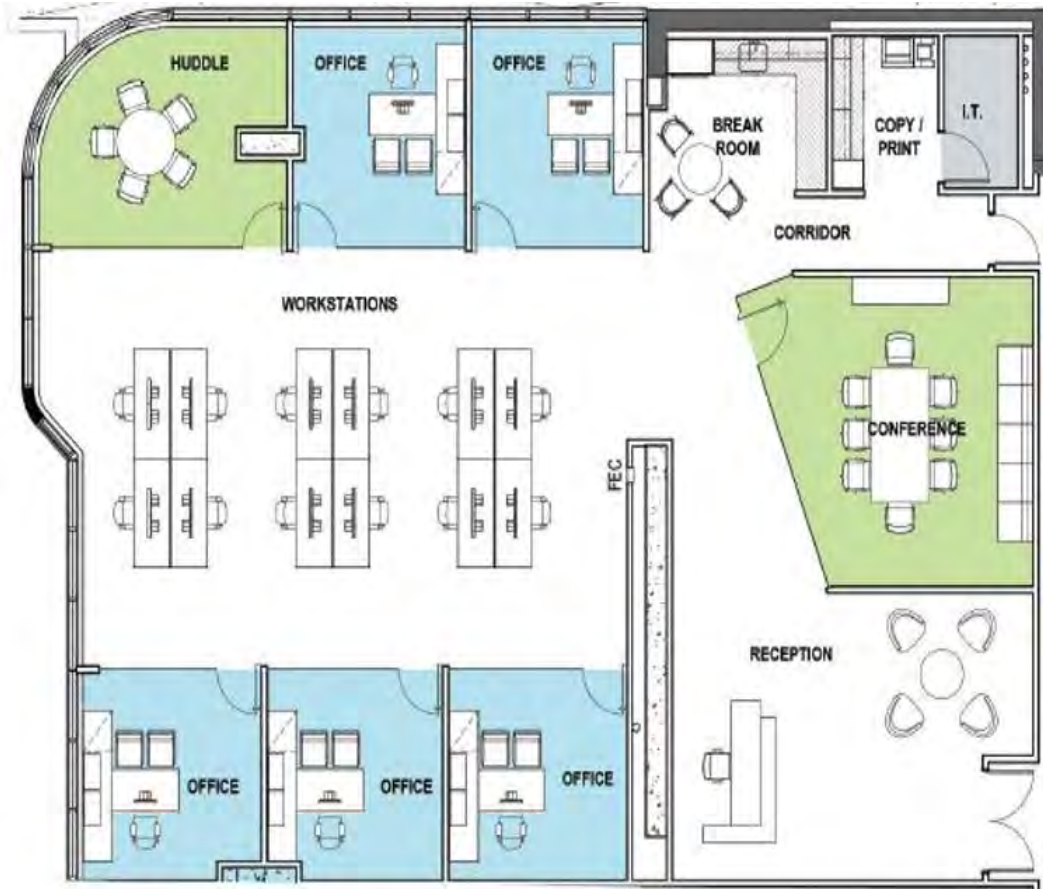 HUDDLE
OFFICE
OFFICE
BREAK
ROOM
COPY /
PRINT
I.T.
CORRIDOR
WORKSTATIONS
CONFERENCE
FEC
RECEPTION
OFFICE
OFFICE
OFFICE